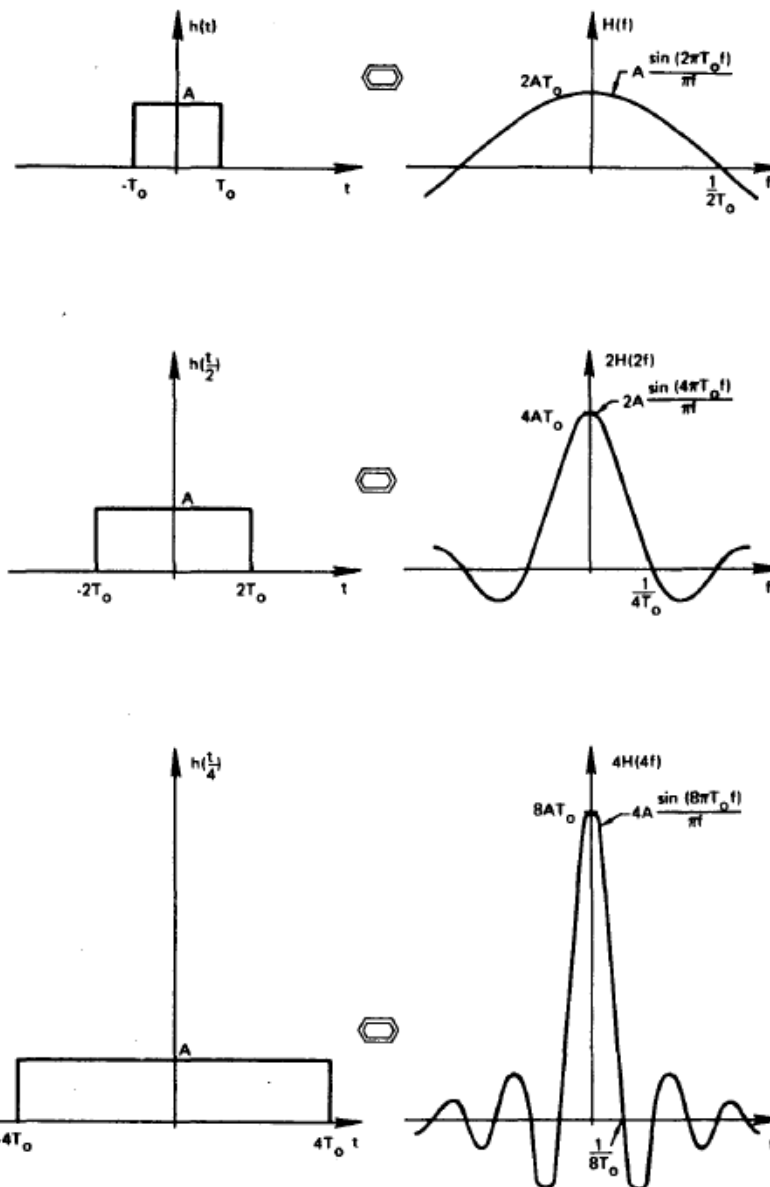 h(t)
A
-T₀
T₀
t
H(f)
2AT₀
A sin (2πT₀f)/πf
1/2T₀
f
h(t/2)
A
-2T₀
2T₀
t
2H(2f)
4AT₀
2A sin (4πT₀f)/πf
1/4T₀
f
h(t/4)
A
-4T₀
4T₀
t
4H(4f)
8AT₀
4A sin (8πT₀f)/πf
1/8T₀